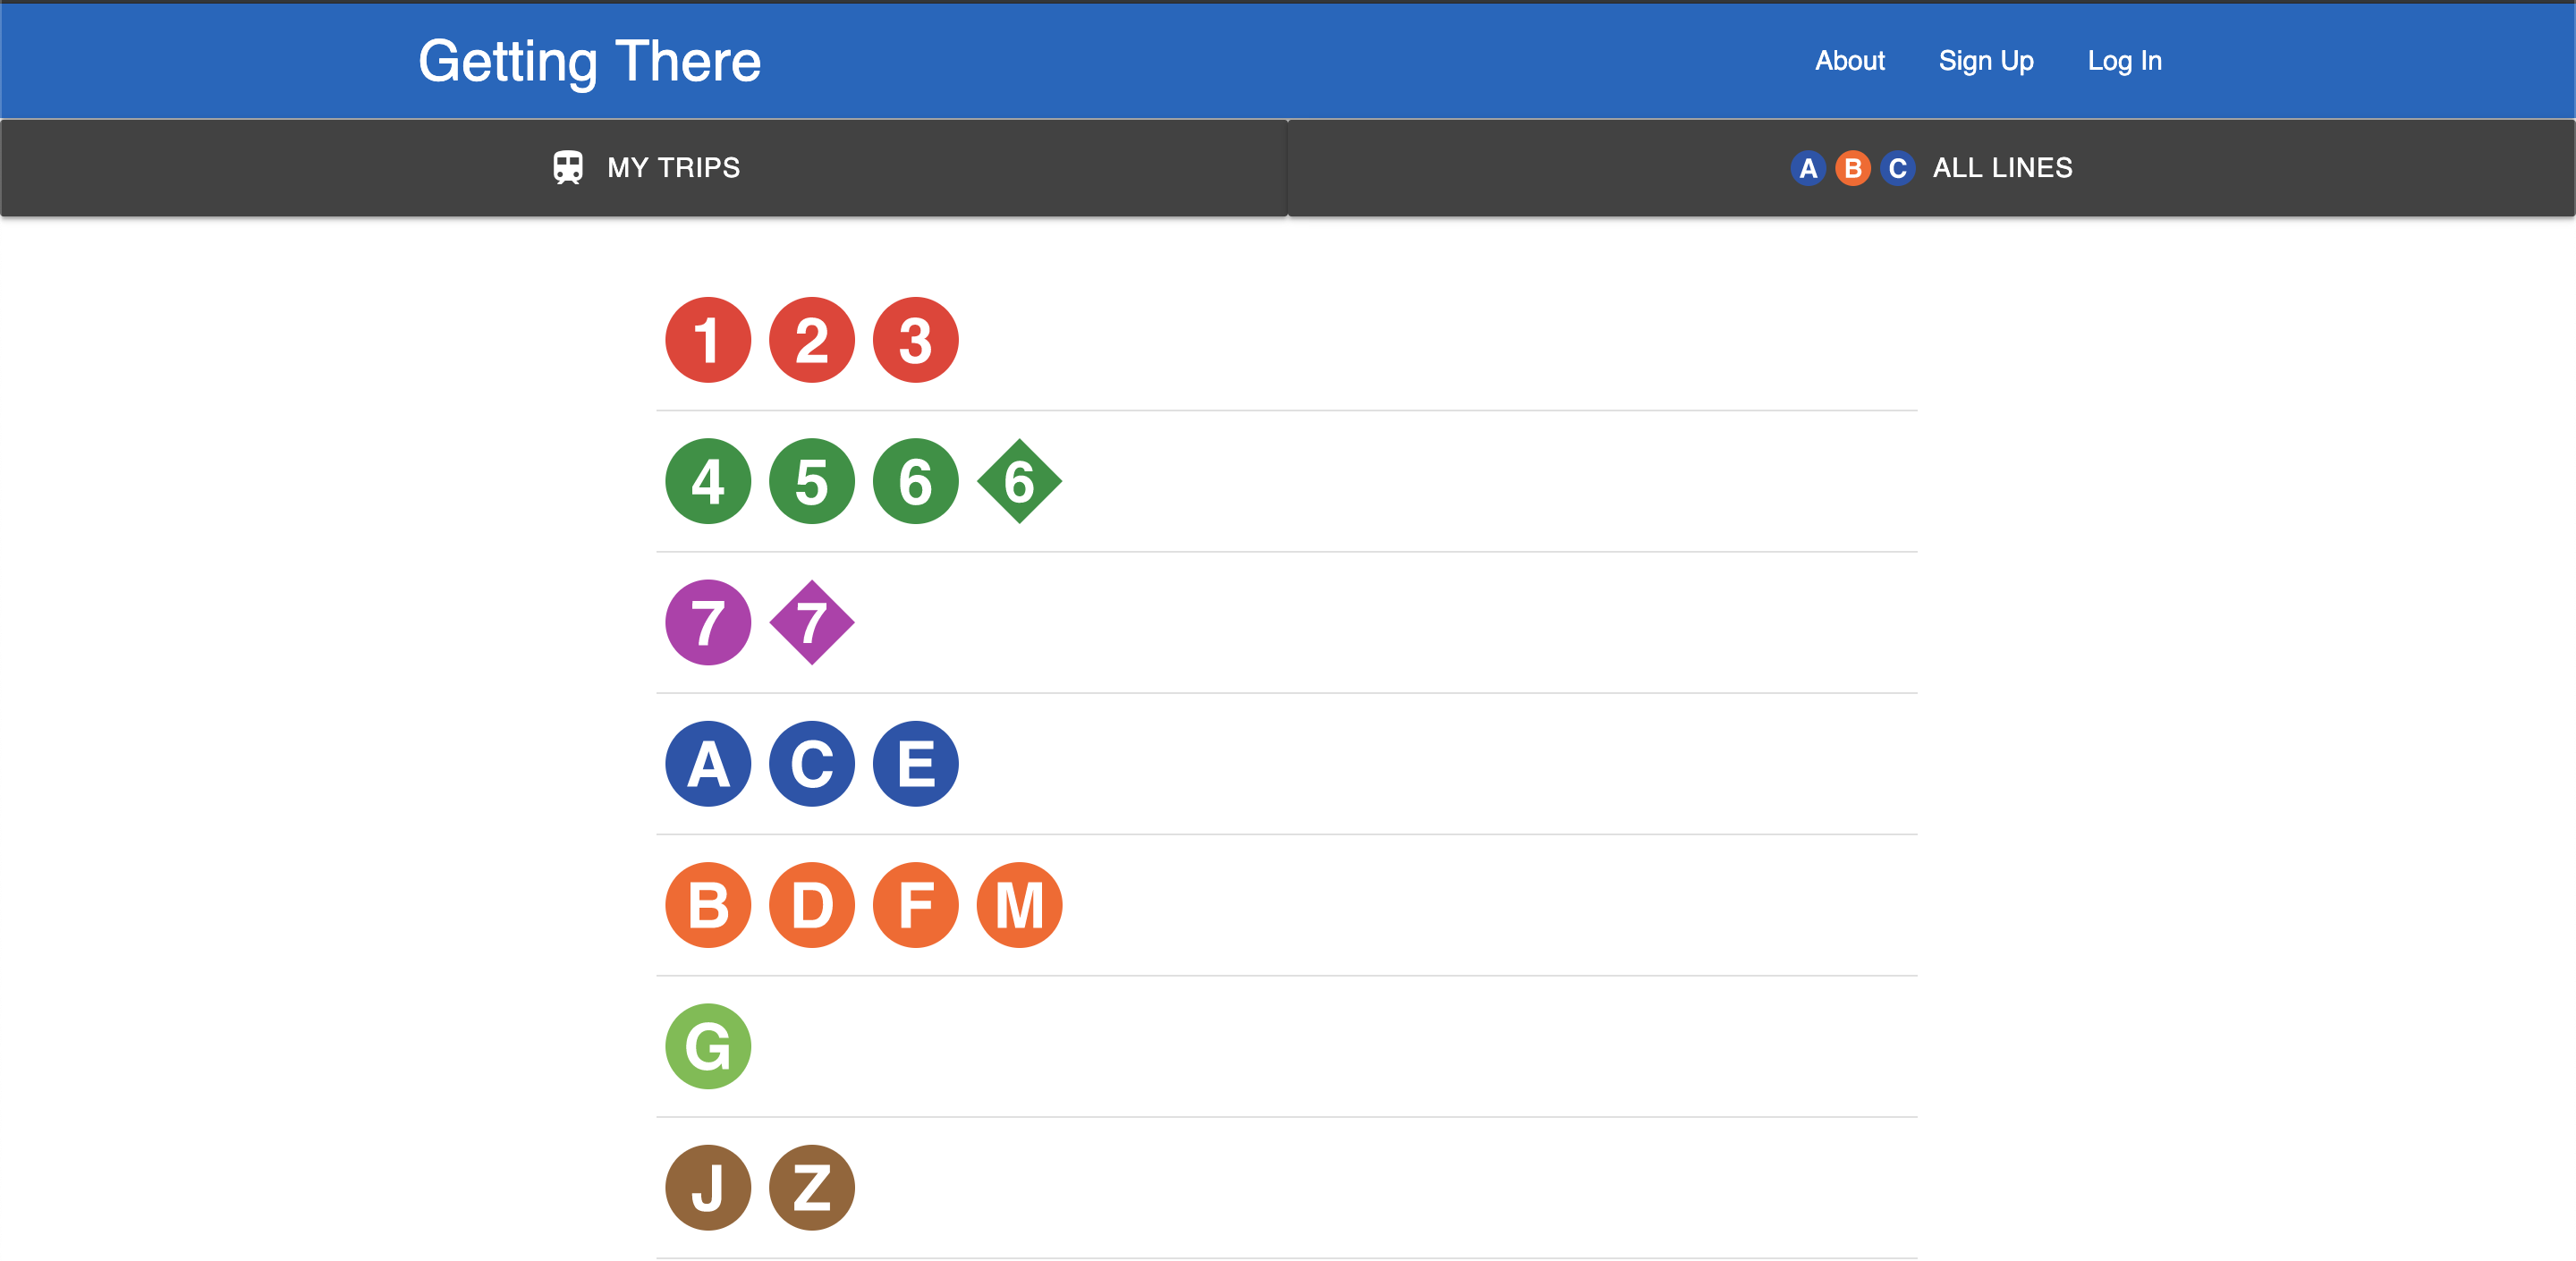 Getting There About Sign Up Log In
MY TRIPS A B C ALL LINES
1 2 3
4 5 6 6
7 7
A C E
B D F M
G
J Z